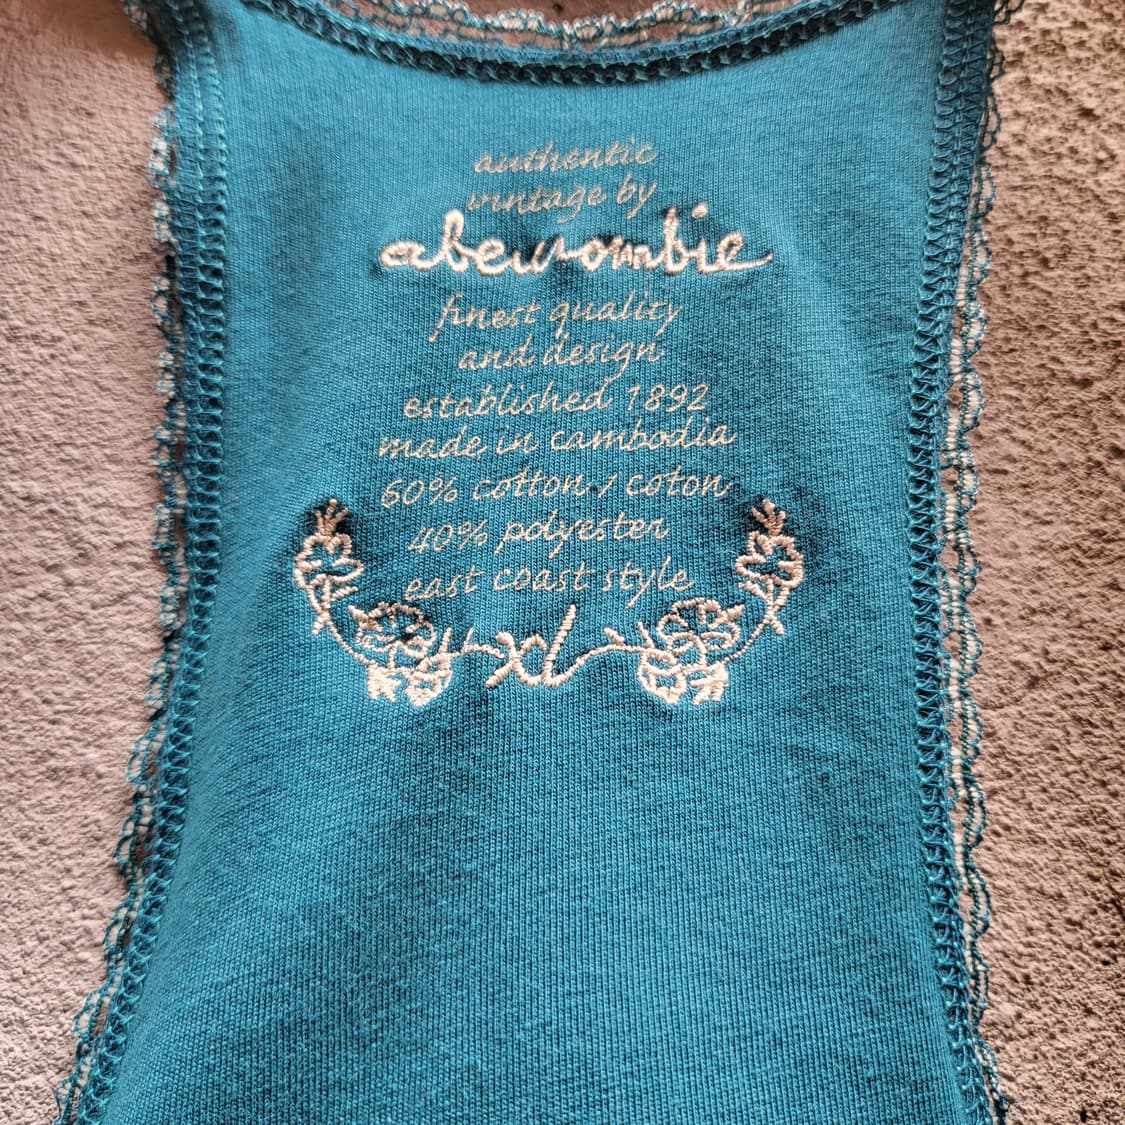 authentic
vintage by
abercrombie
finest quality
and design
established 1892
made in cambodia
60% cotton / coton
40% polyester
east coast style
XL